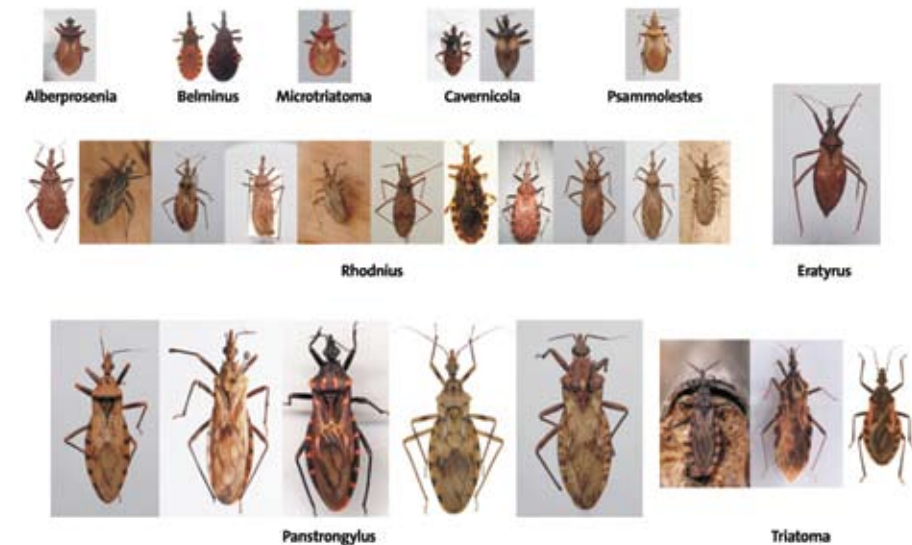 Alberprosenia
Belminus
Microtriatoma
Cavernicola
Psammolestes
Rhodnius
Eratyrus
Panstrongylus
Triatoma